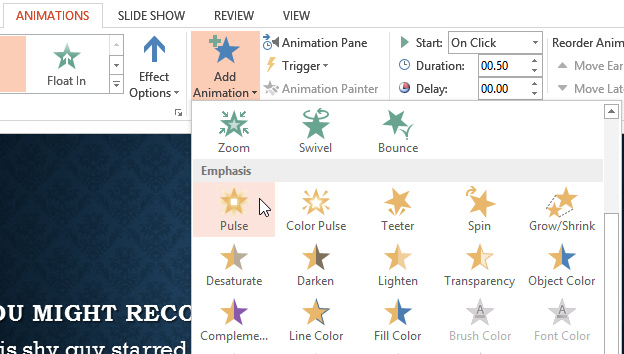 ANIMATIONS SLIDE SHOW REVIEW VIEW
Float In
Effect
Options
Add
Animation
Animation Pane
Trigger
Animation Painter
Start: On Click
Duration: 00.50
Delay: 00.00
Reorder Anim
Move Ear
Move Late
Zoom Swivel Bounce
Emphasis
Pulse Color Pulse Teeter Spin Grow/Shrink
Desaturate Darken Lighten Transparency Object Color
Compleme... Line Color Fill Color Brush Color Font Color
OU MIGHT RECO
is shy guy starred